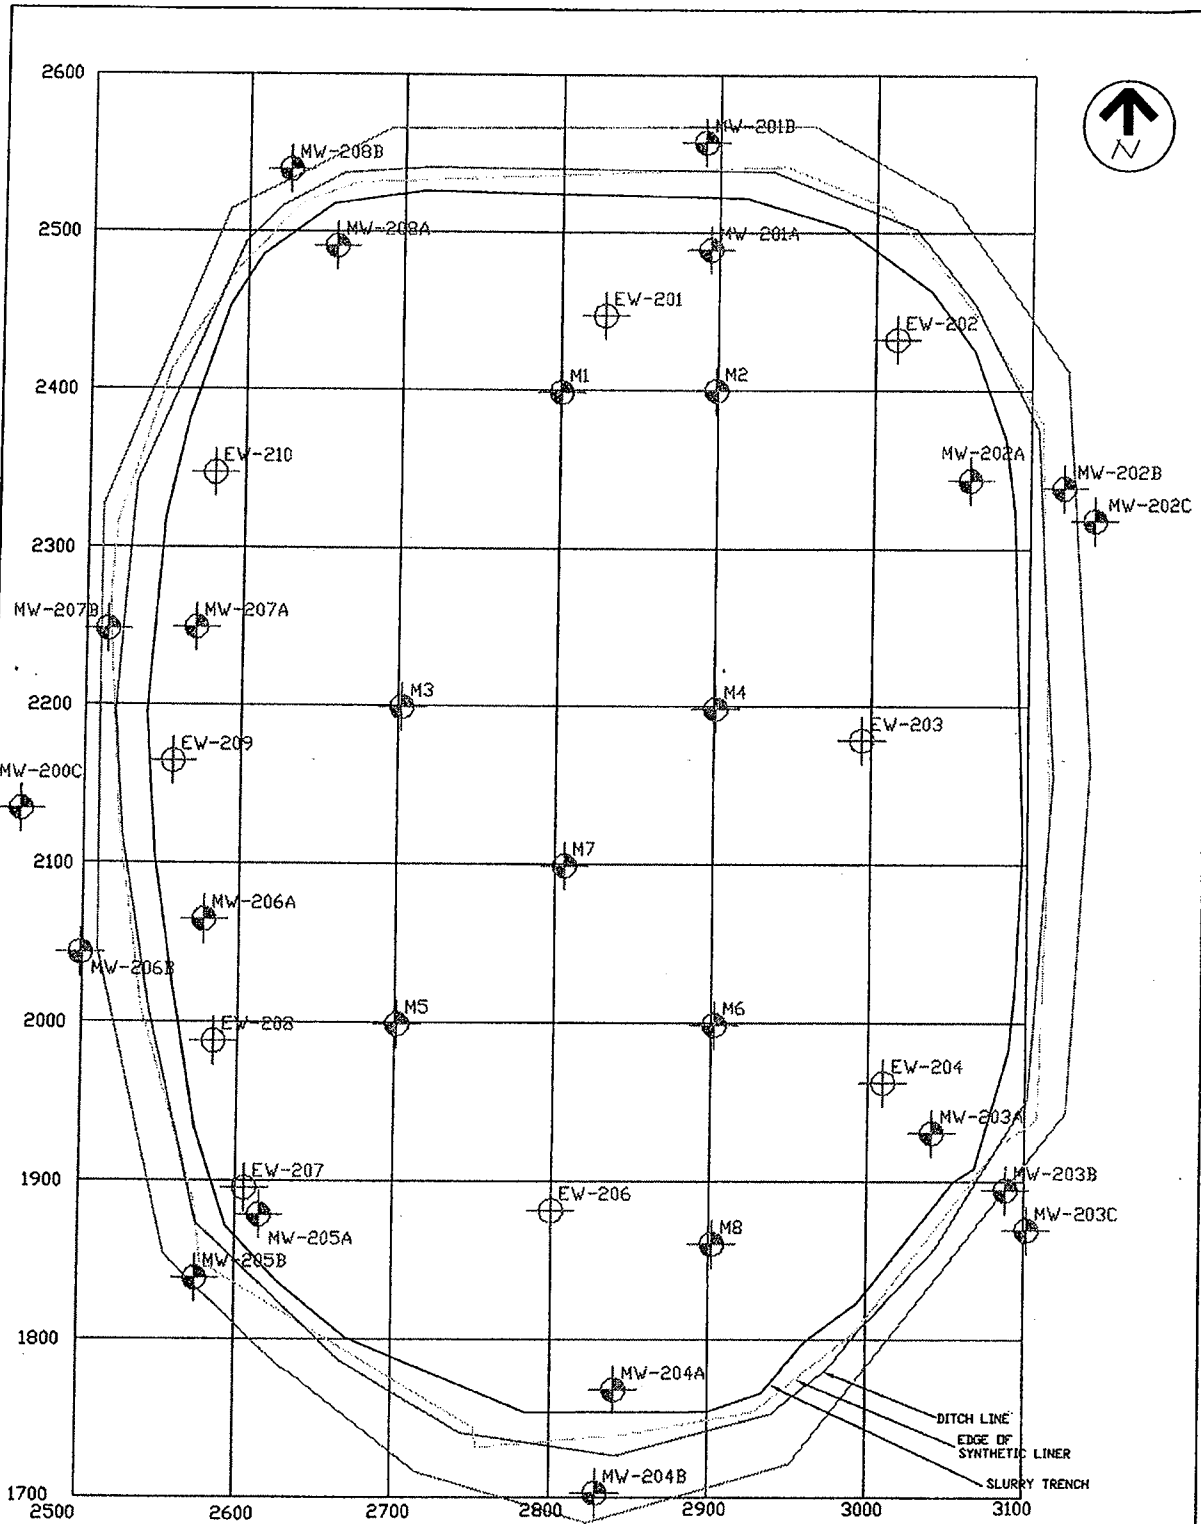 2600
MW-201B
MW-208B
N
2500
MW-208A
MW-201A
EW-201
EW-202
2400
M1
M2
EW-210
MW-202A
MW-202B
MW-202C
2300
MW-207B
MW-207A
2200
M3
M4
EW-203
EW-209
MW-200C
2100
M7
MW-206A
MW-206B
2000
EW-208
M5
M6
EW-204
MW-203A
1900
EW-207
MW-203B
EW-206
MW-203C
MW-205A
M8
MW-205B
1800
MW-204A
DITCH LINE
EDGE OF
SYNTHETIC LINER
MW-204B
SLURRY TRENCH
1700
2500 2600 2700 2800 2900 3000 3100